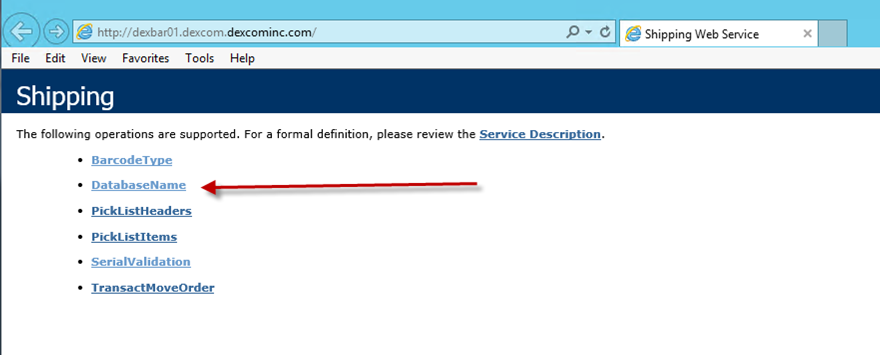 http://dexbar01.dexcom.dexcominc.com/
Shipping Web Service
File Edit View Favorites Tools Help
Shipping
The following operations are supported. For a formal definition, please review the Service Description.
BarcodeType
DatabaseName
PickListHeaders
PickListItems
SerialValidation
TransactMoveOrder